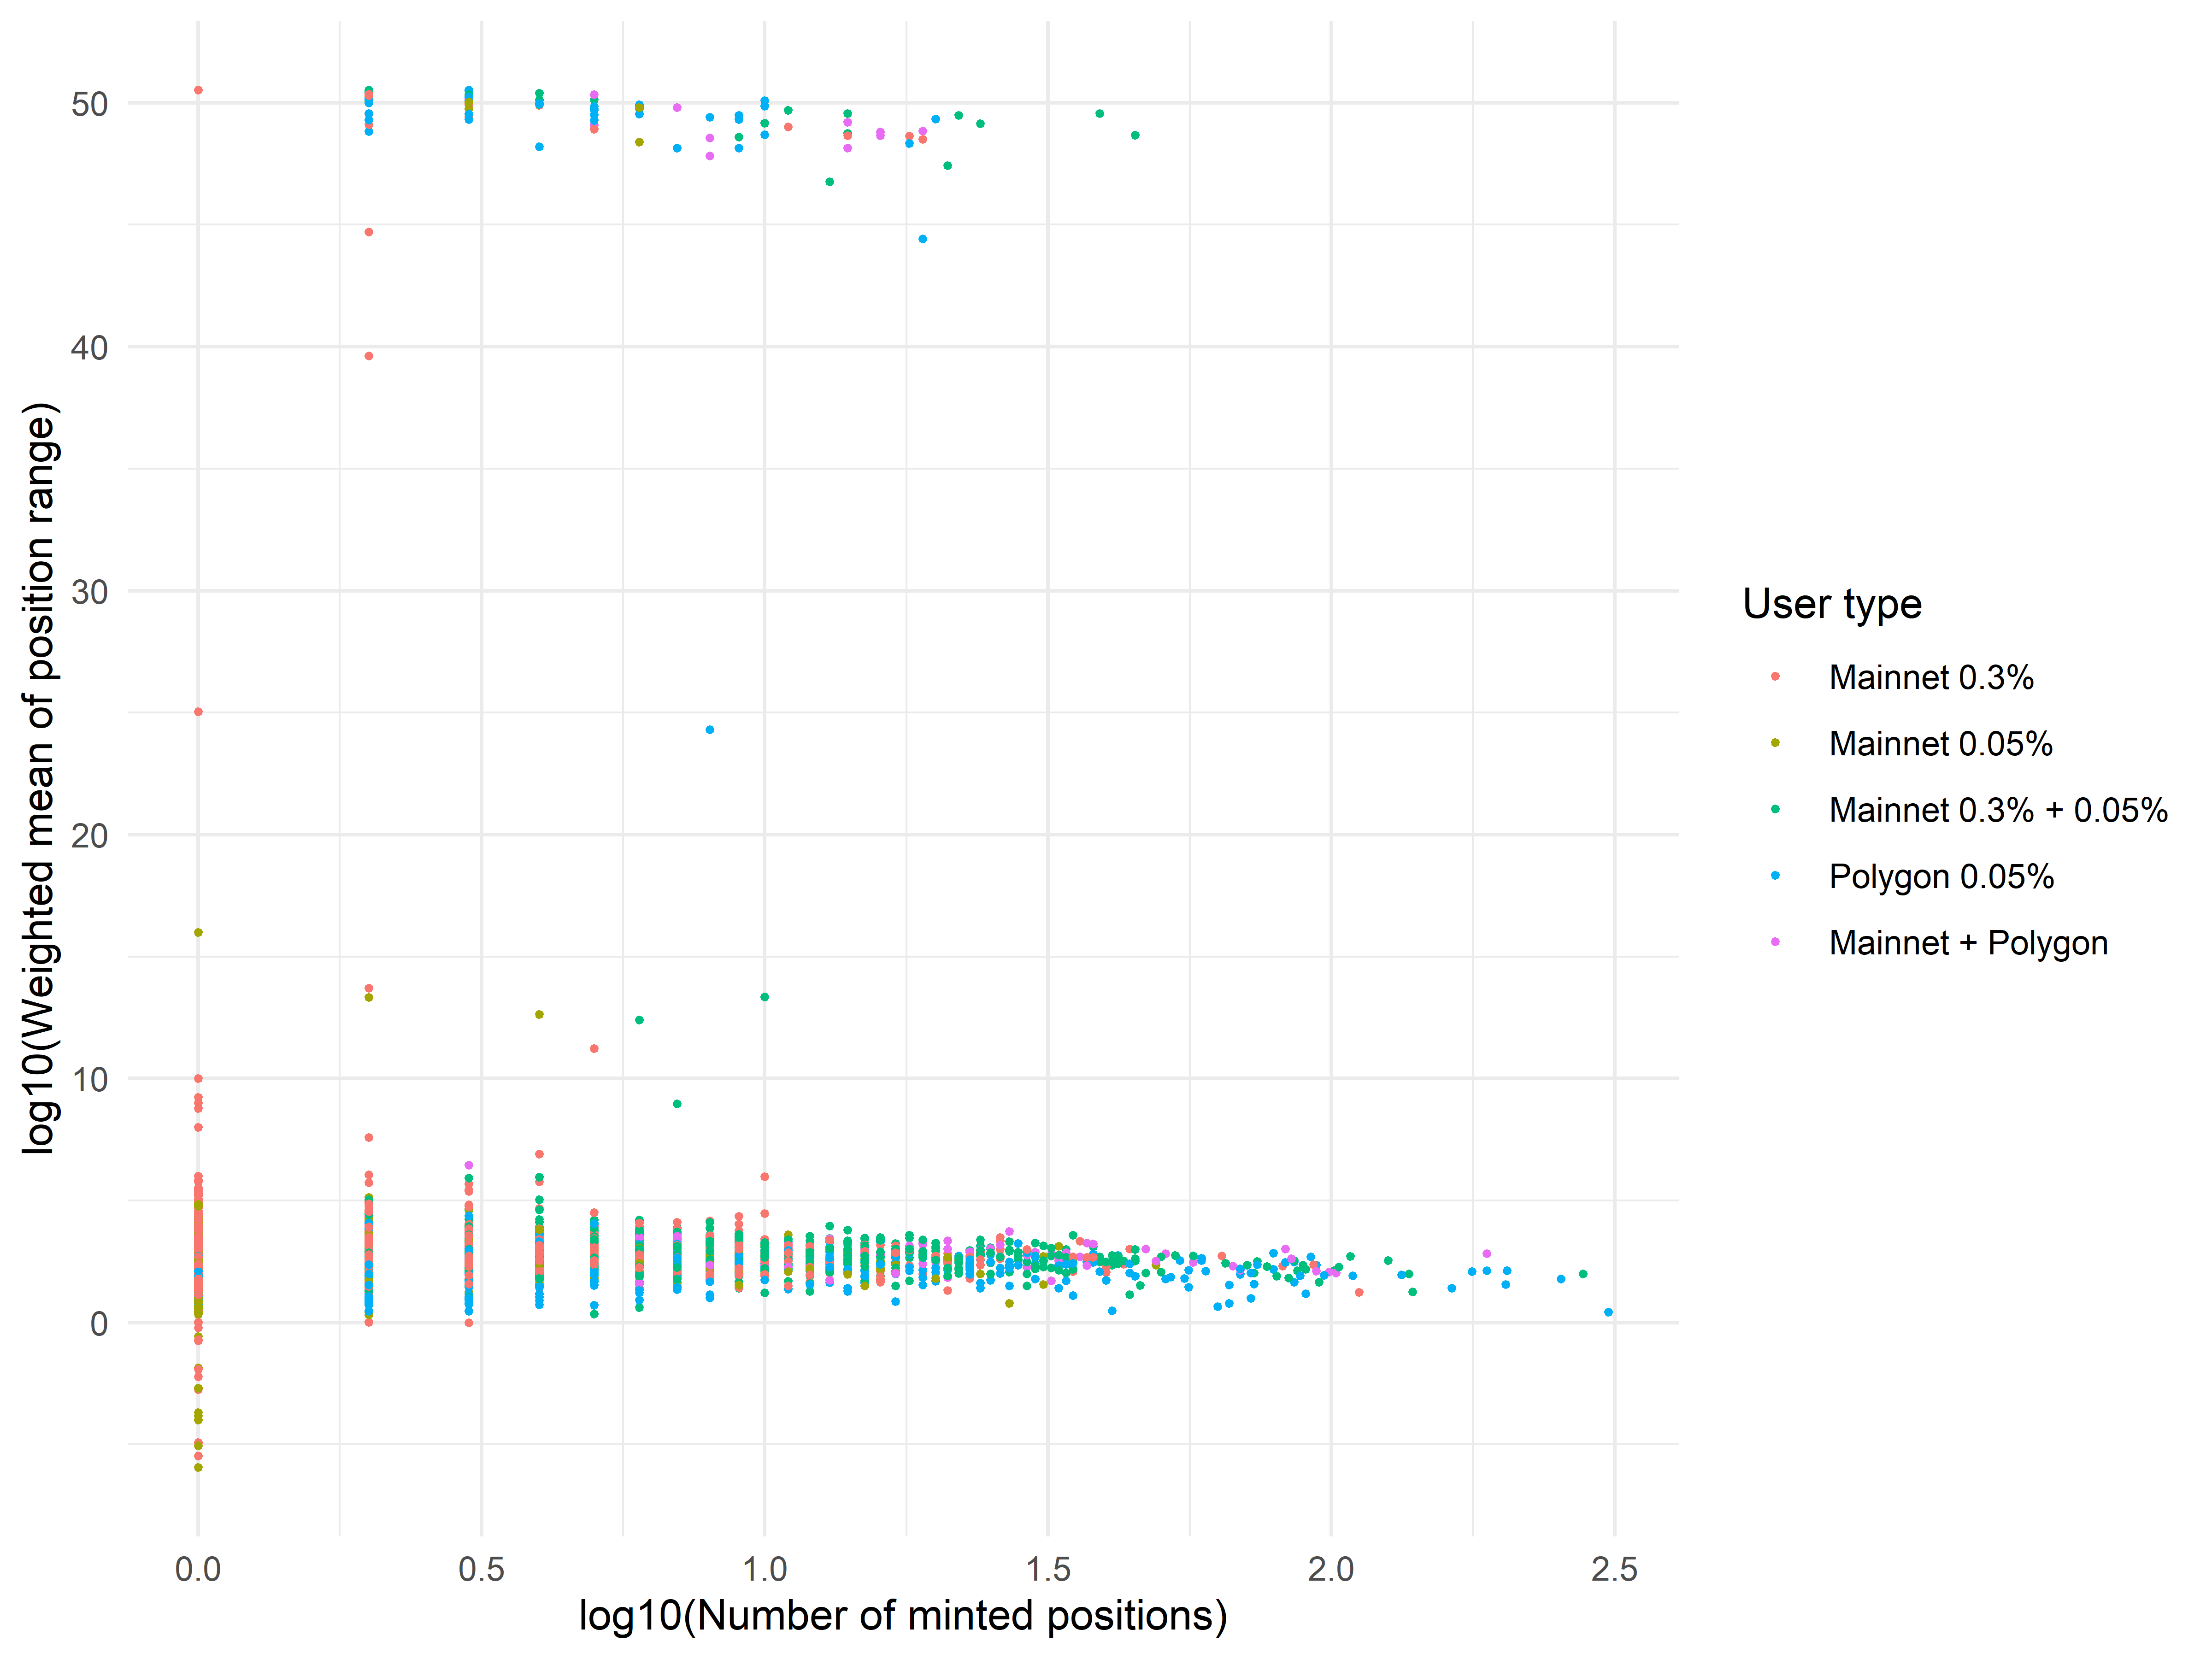 50
40
30
20
10
0
log10(Weighted mean of position range)
0.0 0.5 1.0 1.5 2.0 2.5
log10(Number of minted positions)
User type
Mainnet 0.3%
Mainnet 0.05%
Mainnet 0.3% + 0.05%
Polygon 0.05%
Mainnet + Polygon